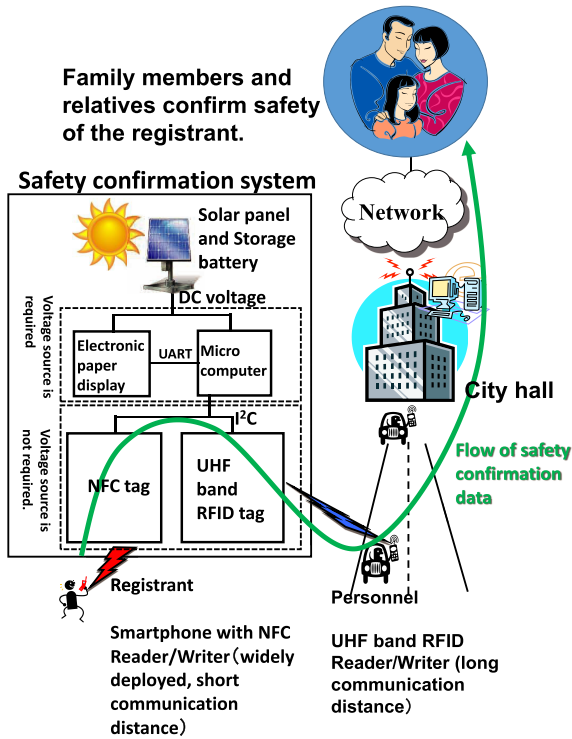 Family members and
relatives confirm safety
of the registrant.
Safety confirmation system
Solar panel
and Storage
battery
Network
DC voltage
Voltage source is
required
Electronic
paper
display
UART
Micro
computer
City hall
I²C
Voltage source is
not required.
NFC tag
UHF
band
RFID tag
Flow of safety
confirmation
data
Registrant
Personnel
Smartphone with NFC
Reader/Writer（widely
deployed, short
communication
distance）
UHF band RFID
Reader/Writer (long
communication
distance）